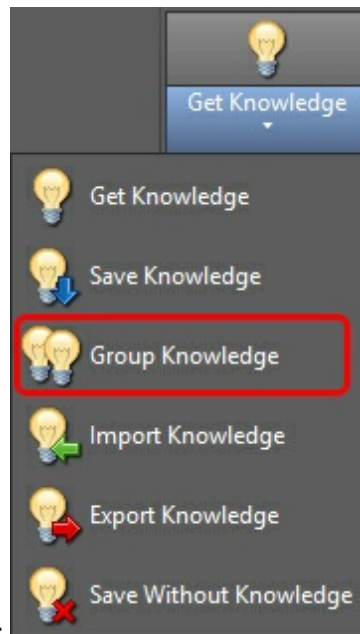 Get Knowledge
Get Knowledge
Save Knowledge
Group Knowledge
Import Knowledge
Export Knowledge
Save Without Knowledge